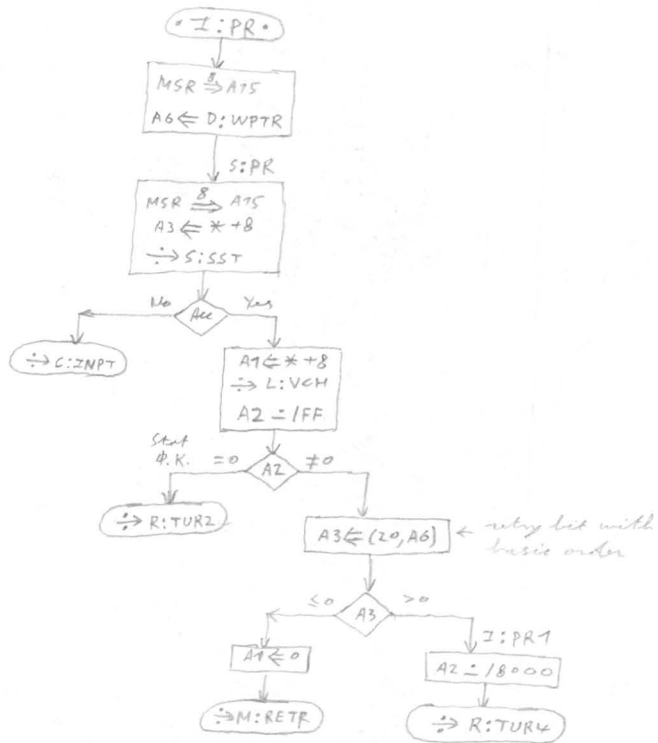 • I:PR •
MSR 8⇒ A15
A6 ⇐ D:WPTR
S:PR
MSR 8⇒ A15
A3 ⇐ * +8
÷→ S:SST
No
Acc
Yes
÷→ C:INPT
A1 ⇐ * +8
÷→ L:VCH
A2 ∸ /FF
Stat
O.K.
=0
A2
≠0
÷→ R:TUR2
A3 ⇐ (20,A6)
← retry bit with
basic order
≤0
A3
>0
I:PR1
A1 ⇐ 0
A2 ∸ /8000
÷→ M:RETR
÷→ R:TUR4